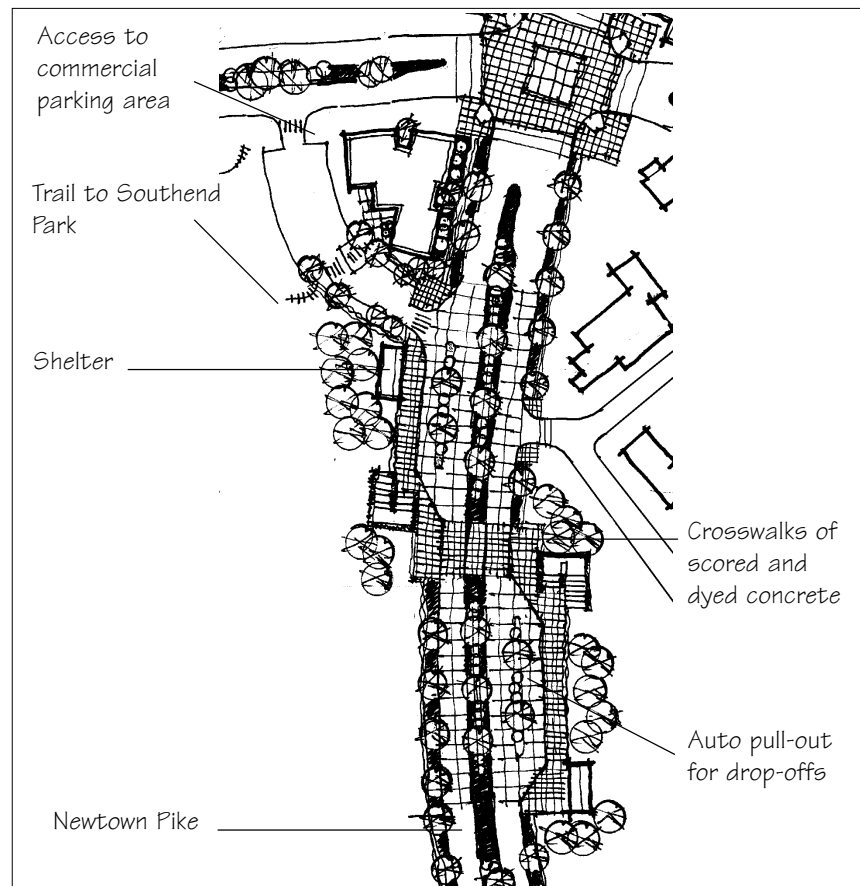 Access to
commercial
parking area
Trail to Southend
Park
Shelter
Crosswalks of
scored and
dyed concrete
Auto pull-out
for drop-offs
Newtown Pike